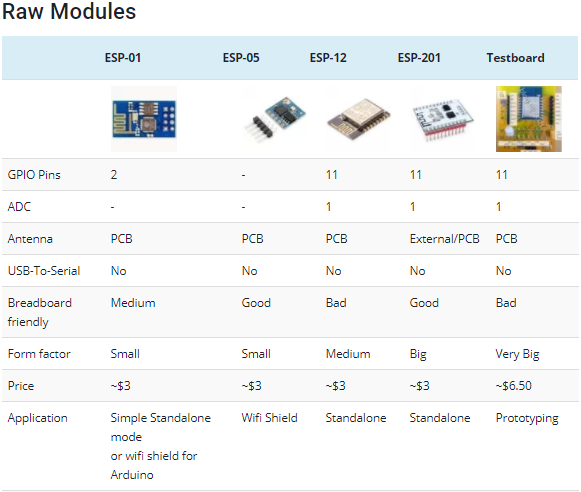 Raw Modules
ESP-01 ESP-05 ESP-12 ESP-201 Testboard
GPIO Pins 2 - 11 11 11
ADC - - 1 1 1
Antenna PCB PCB PCB External/PCB PCB
USB-To-Serial No No No No No
Breadboard friendly Medium Good Bad Good Bad
Form factor Small Small Medium Big Very Big
Price ~$3 ~$3 ~$3 ~$3 ~$6.50
Application Simple Standalone mode or wifi shield for Arduino Wifi Shield Standalone Standalone Prototyping